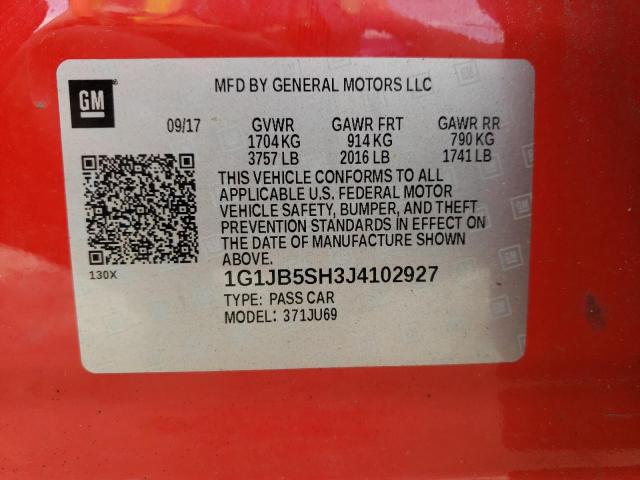 GM
MFD BY GENERAL MOTORS LLC
09/17 GVWR GAWR FRT GAWR RR
1704 KG 914 KG 790 KG
3757 LB 2016 LB 1741 LB
THIS VEHICLE CONFORMS TO ALL
APPLICABLE U.S. FEDERAL MOTOR
VEHICLE SAFETY, BUMPER, AND THEFT
PREVENTION STANDARDS IN EFFECT ON
THE DATE OF MANUFACTURE SHOWN
ABOVE.
130X
1G1JB5SH3J4102927
TYPE: PASS CAR
MODEL: 371JU69